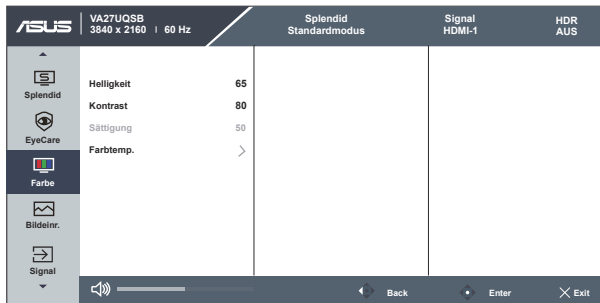 ASUS
VA27UQSB
3840 x 2160 | 60 Hz
Splendid
Standardmodus
Signal
HDMI-1
HDR
AUS
Splendid
EyeCare
Farbe
Bildeinr.
Signal
Helligkeit 65
Kontrast 80
Sättigung 50
Farbtemp.
Back
Enter
Exit